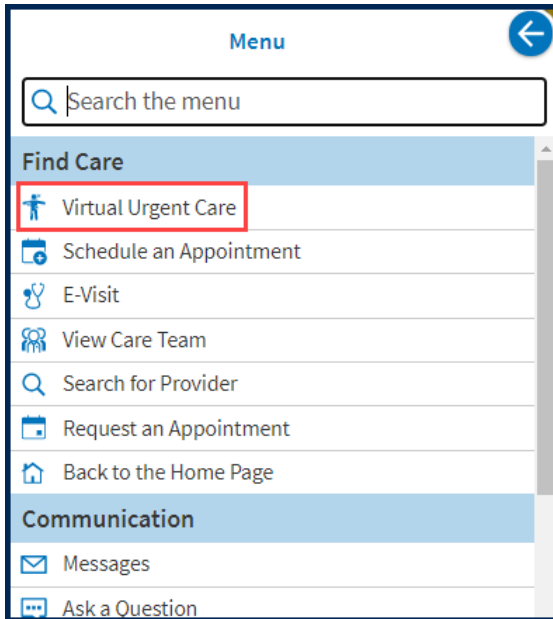 Menu
Search the menu
Find Care
Virtual Urgent Care
Schedule an Appointment
E-Visit
View Care Team
Search for Provider
Request an Appointment
Back to the Home Page
Communication
Messages
Ask a Question